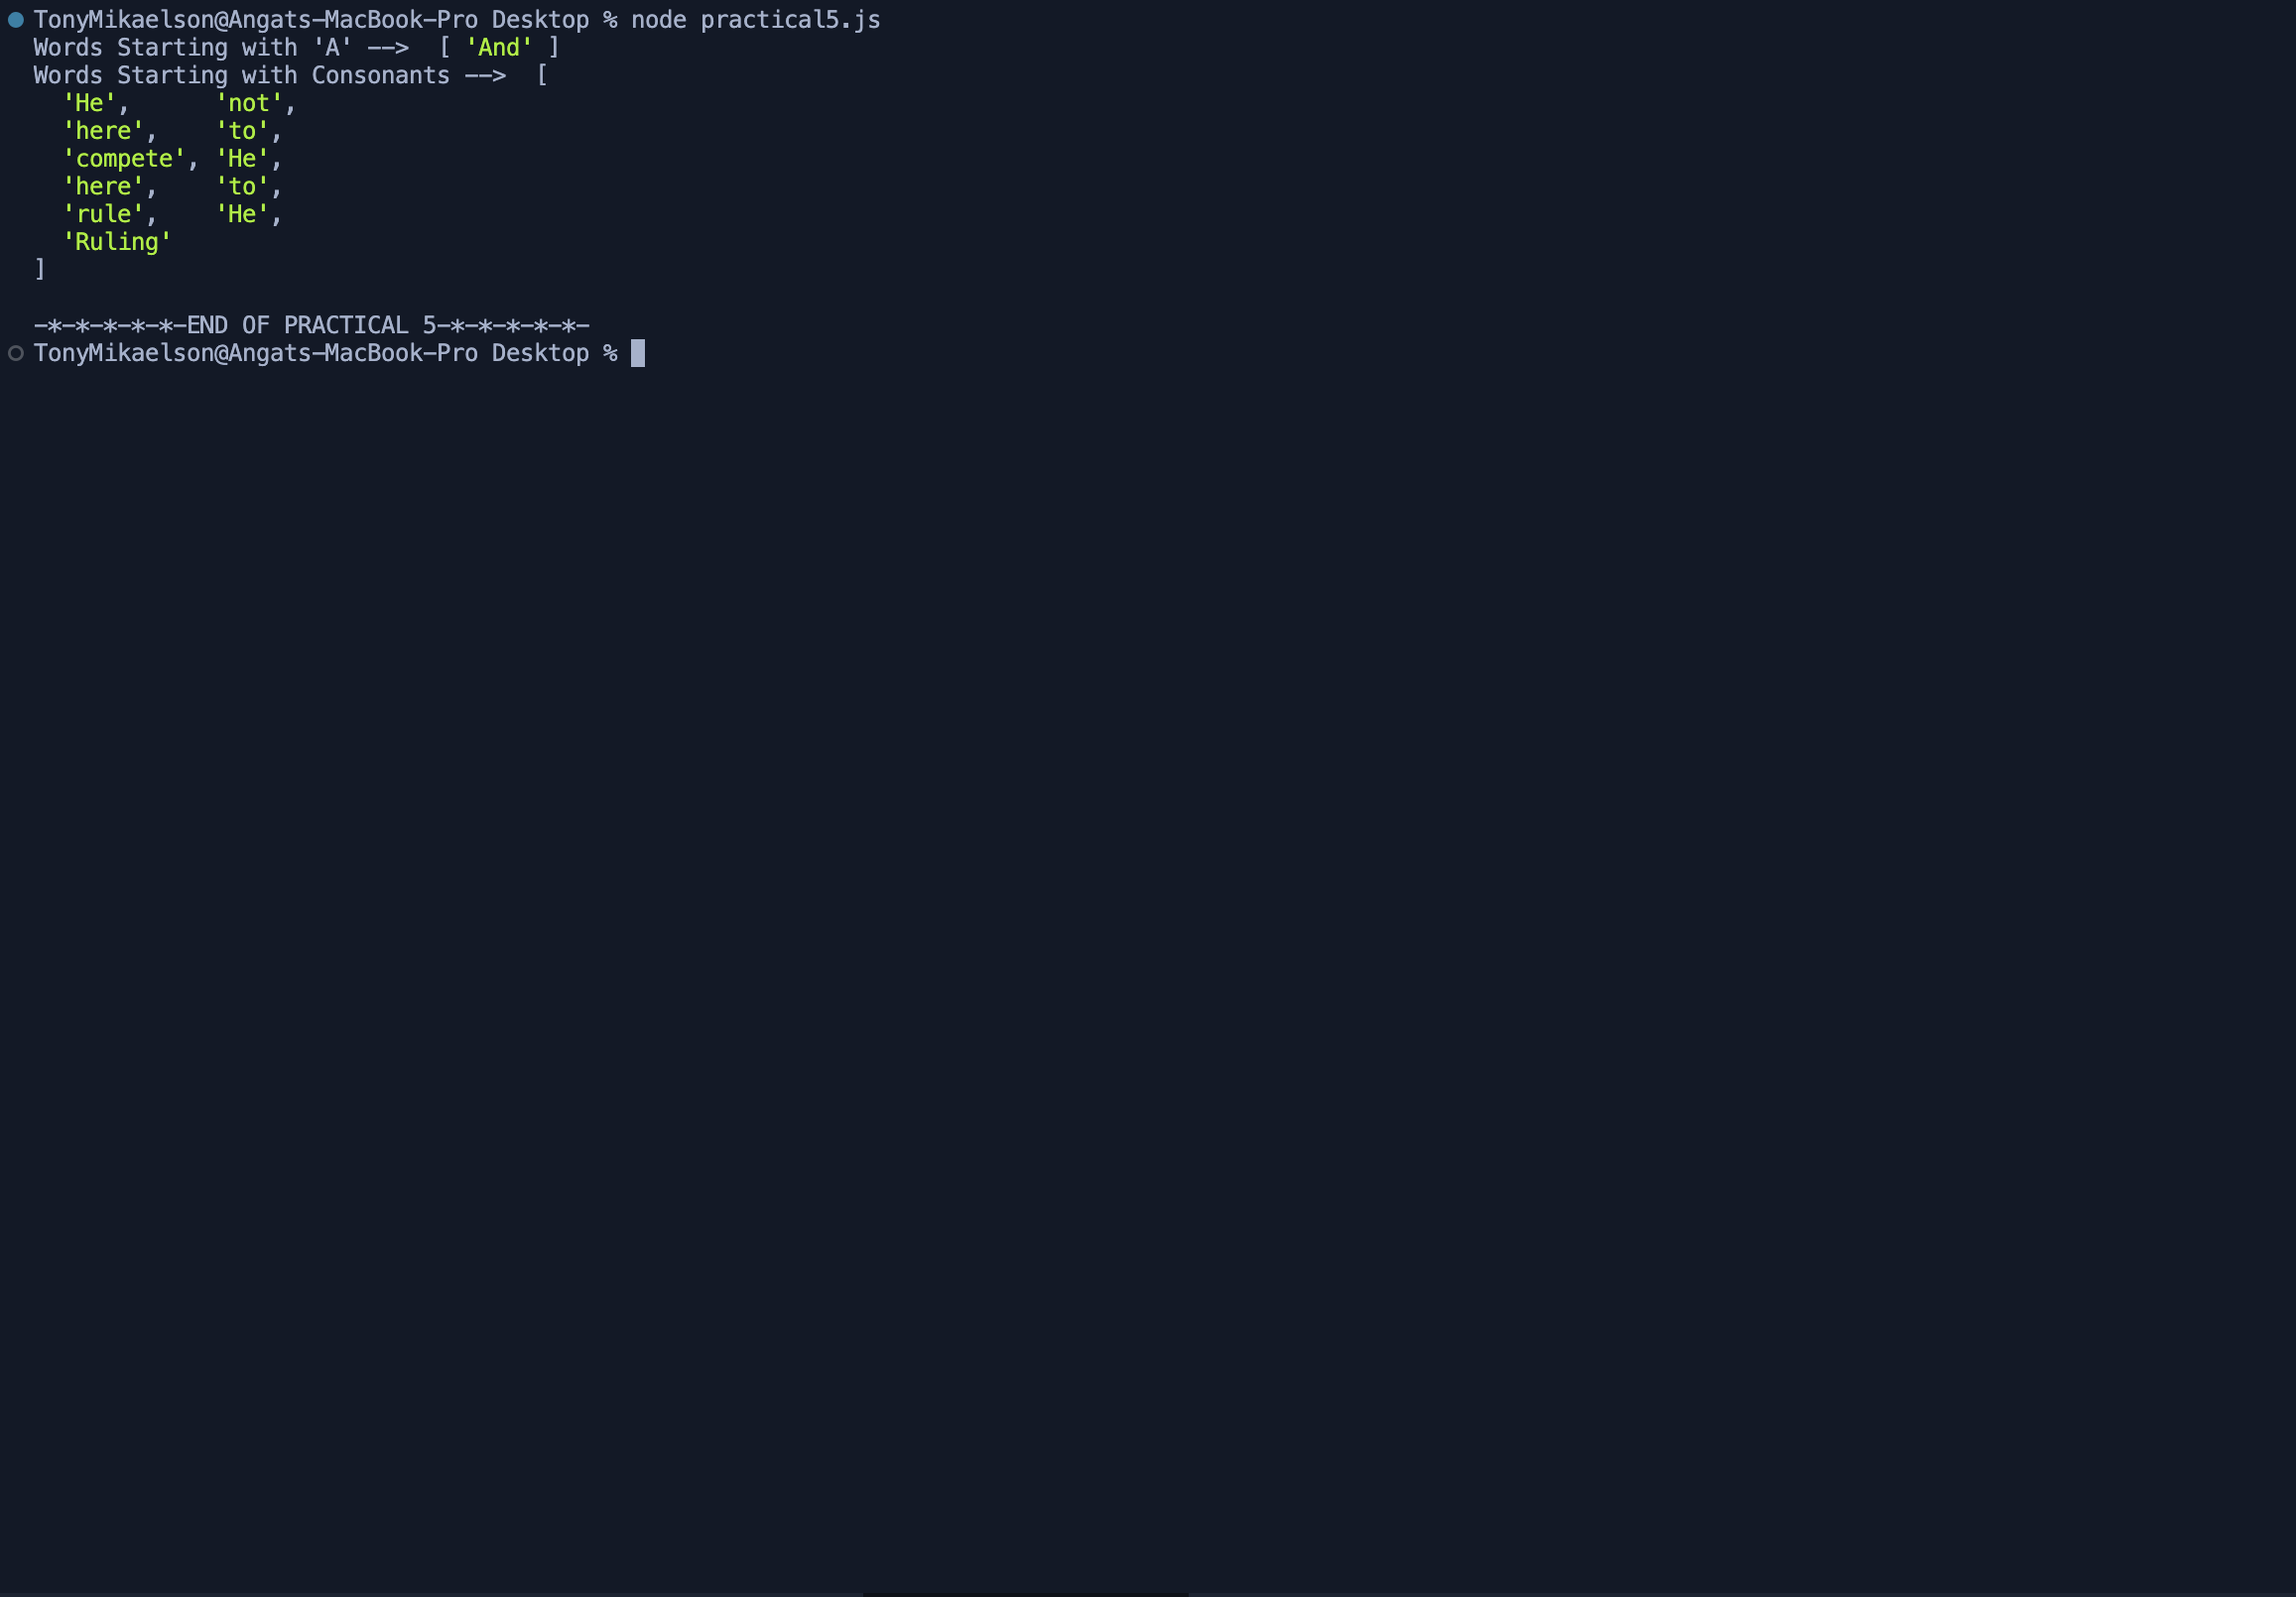 TonyMikaelson@Angats-MacBook-Pro Desktop % node practical5.js
Words Starting with 'A' -->  [ 'And' ]
Words Starting with Consonants -->  [
  'He',      'not',
  'here',    'to',
  'compete', 'He',
  'here',    'to',
  'rule',    'He',
  'Ruling'
]
-*-*-*-*-*-END OF PRACTICAL 5-*-*-*-*-*-
TonyMikaelson@Angats-MacBook-Pro Desktop %